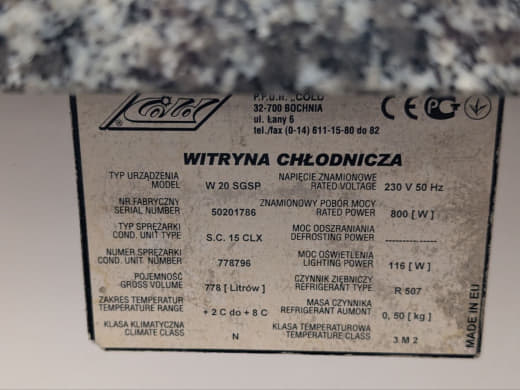 Cold
P.P.U.H. „COLD"
32-700 BOCHNIA
ul. Łany 6
tel./fax (0-14) 611-15-80 do 82
CE PCT
WITRYNA CHŁODNICZA
TYP URZĄDZENIA
MODEL
W 20 SGSP
NAPIĘCIE ZNAMIONOWE
RATED VOLTAGE
230 V 50 Hz
NR.FABRYCZNY
SERIAL NUMBER
50201786
ZNAMIONOWY POBÓR MOCY
RATED POWER
800 [ W ]
TYP SPRĘŻARKI
COND. UNIT TYPE
S.C. 15 CLX
MOC ODSZRANIANIA
DEFROSTING POWER
------------
NUMER SPRĘŻARKI
COND. UNIT NUMBER
778796
MOC OŚWIETLENIA
LIGHTING POWER
116 [ W ]
POJEMNOŚĆ
GROSS VOLUME
778 [ Litrów ]
CZYNNIK ZIĘBNICZY
REFRIGERANT TYPE
R 507
ZAKRES TEMPERATUR
TEMPERATURE RANGE
+ 2 C do + 8 C
MASA CZYNNIKA
REFRIGERANT AUMONT
0, 50 [ kg ]
KLASA KLIMATYCZNA
CLIMATE CLASS
N
KLASA TEMPERATUROWA
TEMPERATURE CLASS
3 M 2
MADE IN EU